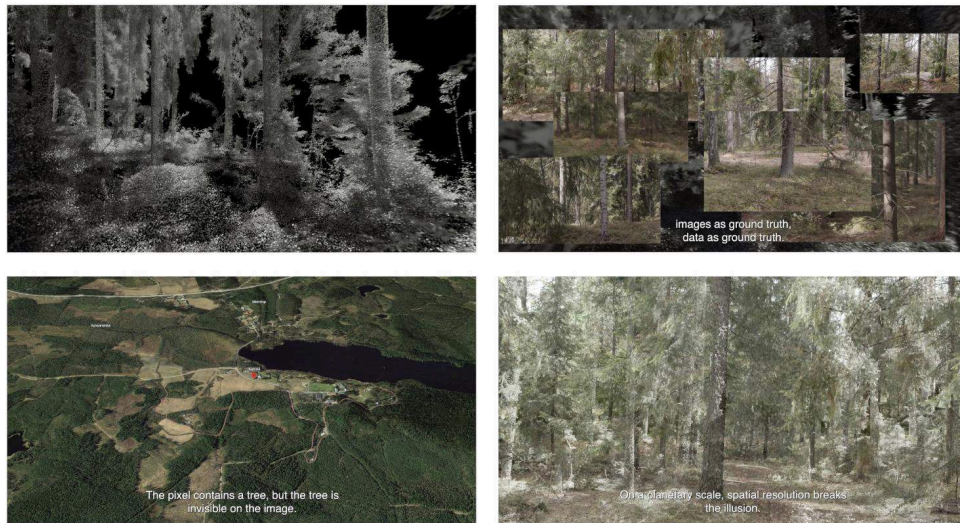 images as ground truth,
data as ground truth.
The pixel contains a tree, but the tree is
invisible on the image.
On a planetary scale, spatial resolution breaks
the illusion.